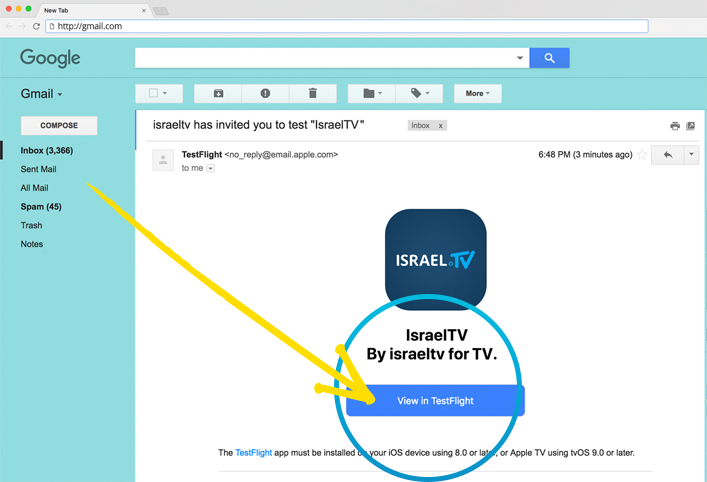 New Tab
http://gmail.com
Google
Gmail
More
COMPOSE
Inbox (3,366)
Sent Mail
All Mail
Spam (45)
Trash
Notes
israeltv has invited you to test "IsraelTV"
Inbox x
TestFlight <no_reply@email.apple.com>
6:48 PM (3 minutes ago)
to me
ISRAEL.TV
IsraelTV
By israeltv for TV.
View in TestFlight
The TestFlight app must be installed on your iOS device using 8.0 or later, or Apple TV using tvOS 9.0 or later.